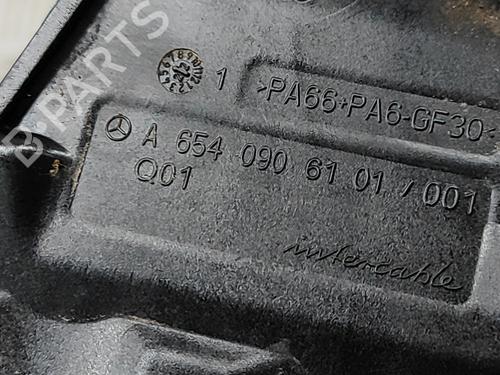 1 >PA66+PA6-GF30<
A 654 090 61 01 / 001
Q01
intercable
B-PARTS